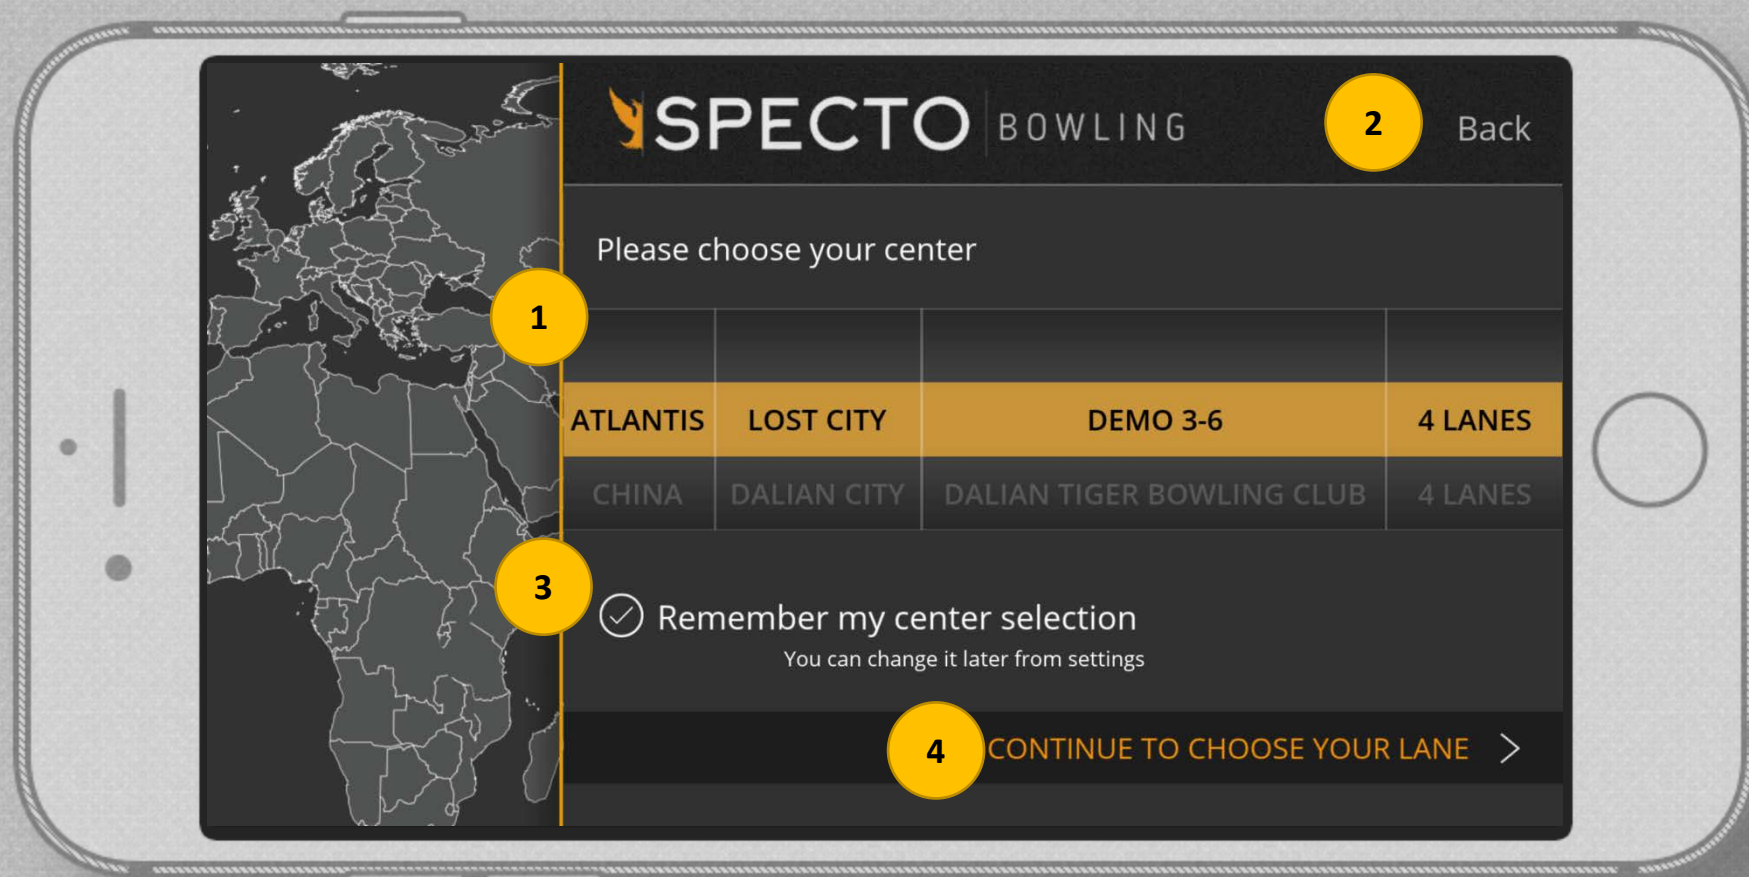 SPECTO BOWLING
2
Back
Please choose your center
1
ATLANTIS LOST CITY DEMO 3-6 4 LANES
CHINA DALIAN CITY DALIAN TIGER BOWLING CLUB 4 LANES
3
Remember my center selection
You can change it later from settings
4
CONTINUE TO CHOOSE YOUR LANE